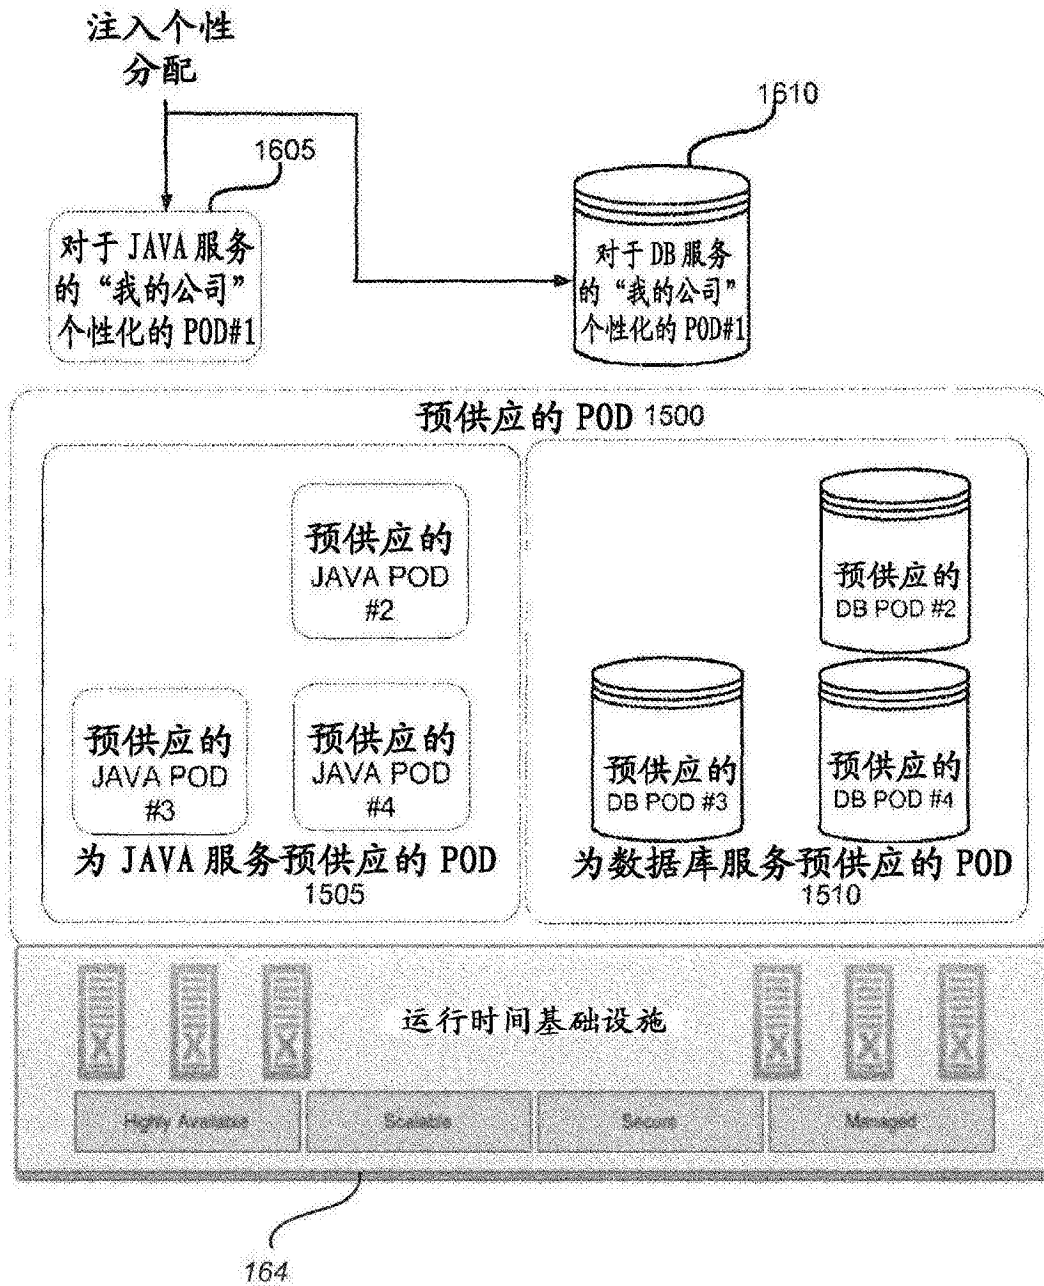 注入个性
分配
1610
1605
对于 JAVA 服务
的“我的公司”
个性化的 POD#1
对于 DB 服务
的“我的公司”
个性化的 POD#1
预供应的 POD 1500
预供应的
JAVA POD
#2
预供应的
DB POD #2
预供应的
JAVA POD
#3
预供应的
JAVA POD
#4
预供应的
DB POD #3
预供应的
DB POD #4
为 JAVA 服务预供应的 POD
1505
为数据库服务预供应的 POD
1510
运行时间基础设施
X
X
X
X
X
X
Highly Available
Scalable
Secure
Managed
164